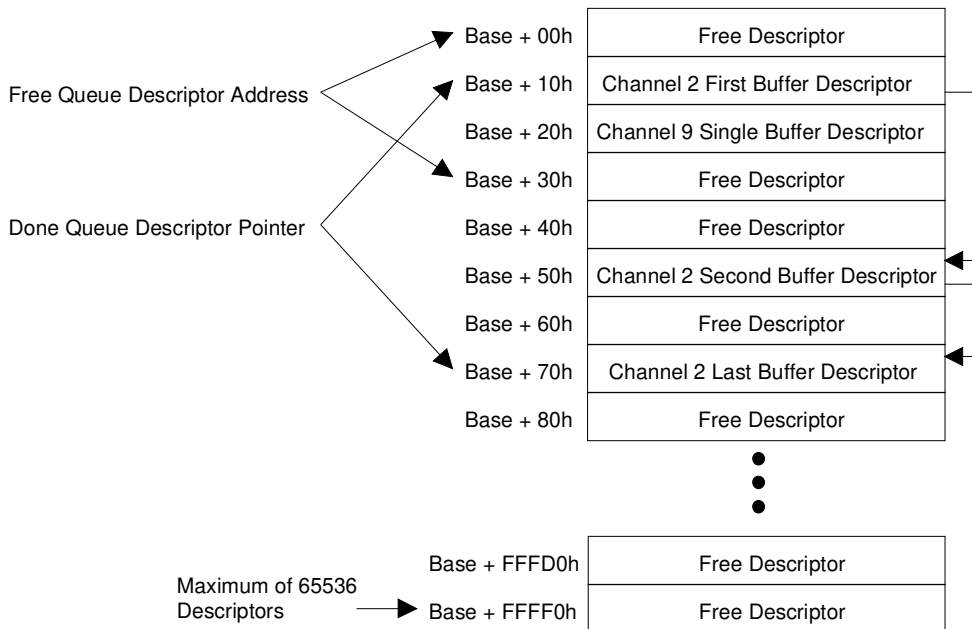 Base + 00h Free Descriptor
Free Queue Descriptor Address
Base + 10h Channel 2 First Buffer Descriptor
Base + 20h Channel 9 Single Buffer Descriptor
Base + 30h Free Descriptor
Done Queue Descriptor Pointer
Base + 40h Free Descriptor
Base + 50h Channel 2 Second Buffer Descriptor
Base + 60h Free Descriptor
Base + 70h Channel 2 Last Buffer Descriptor
Base + 80h Free Descriptor
Base + FFFD0h Free Descriptor
Maximum of 65536
Descriptors
Base + FFFF0h Free Descriptor